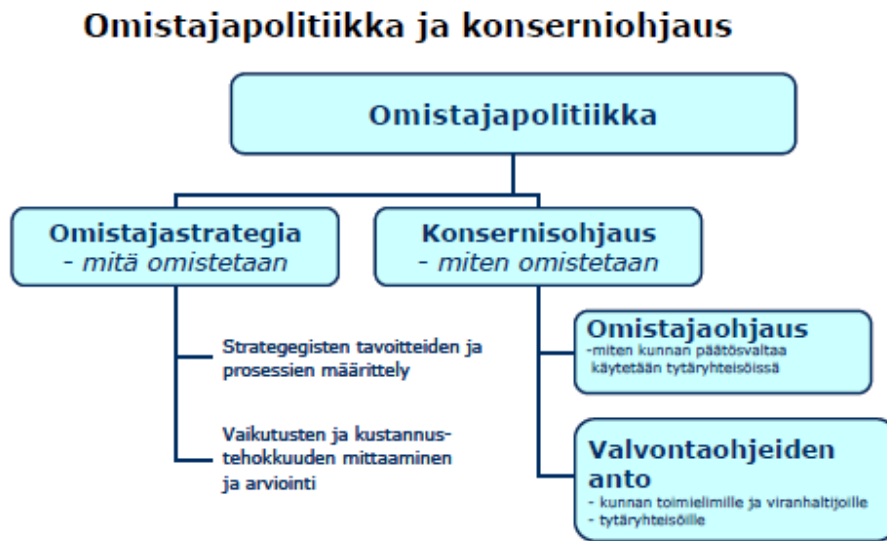 Omistajapolitiikka ja konserniohjaus
Omistajapolitiikka
Omistajastrategia
- mitä omistetaan
Konsernisohjaus
- miten omistetaan
Strategegisten tavoitteiden ja
prosessien määrittely
Vaikutusten ja kustannus-
tehokkuuden mittaaminen
ja arviointi
Omistajaohjaus
-miten kunnan päätösvaltaa
käytetään tytäryhteisöissä
Valvontaohjeiden
anto
- kunnan toimielimille ja viranhaltijoille
- tytäryhteisöille